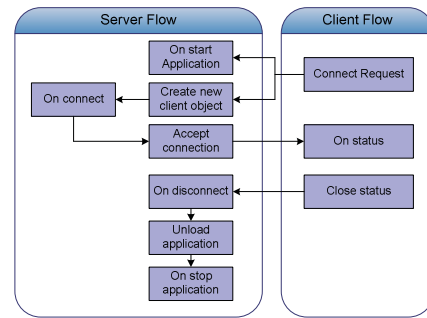 Server Flow
Client Flow
On start
Application
Connect Request
On connect
Create new
client object
Accept
connection
On status
On disconnect
Close status
Unload
application
On stop
application